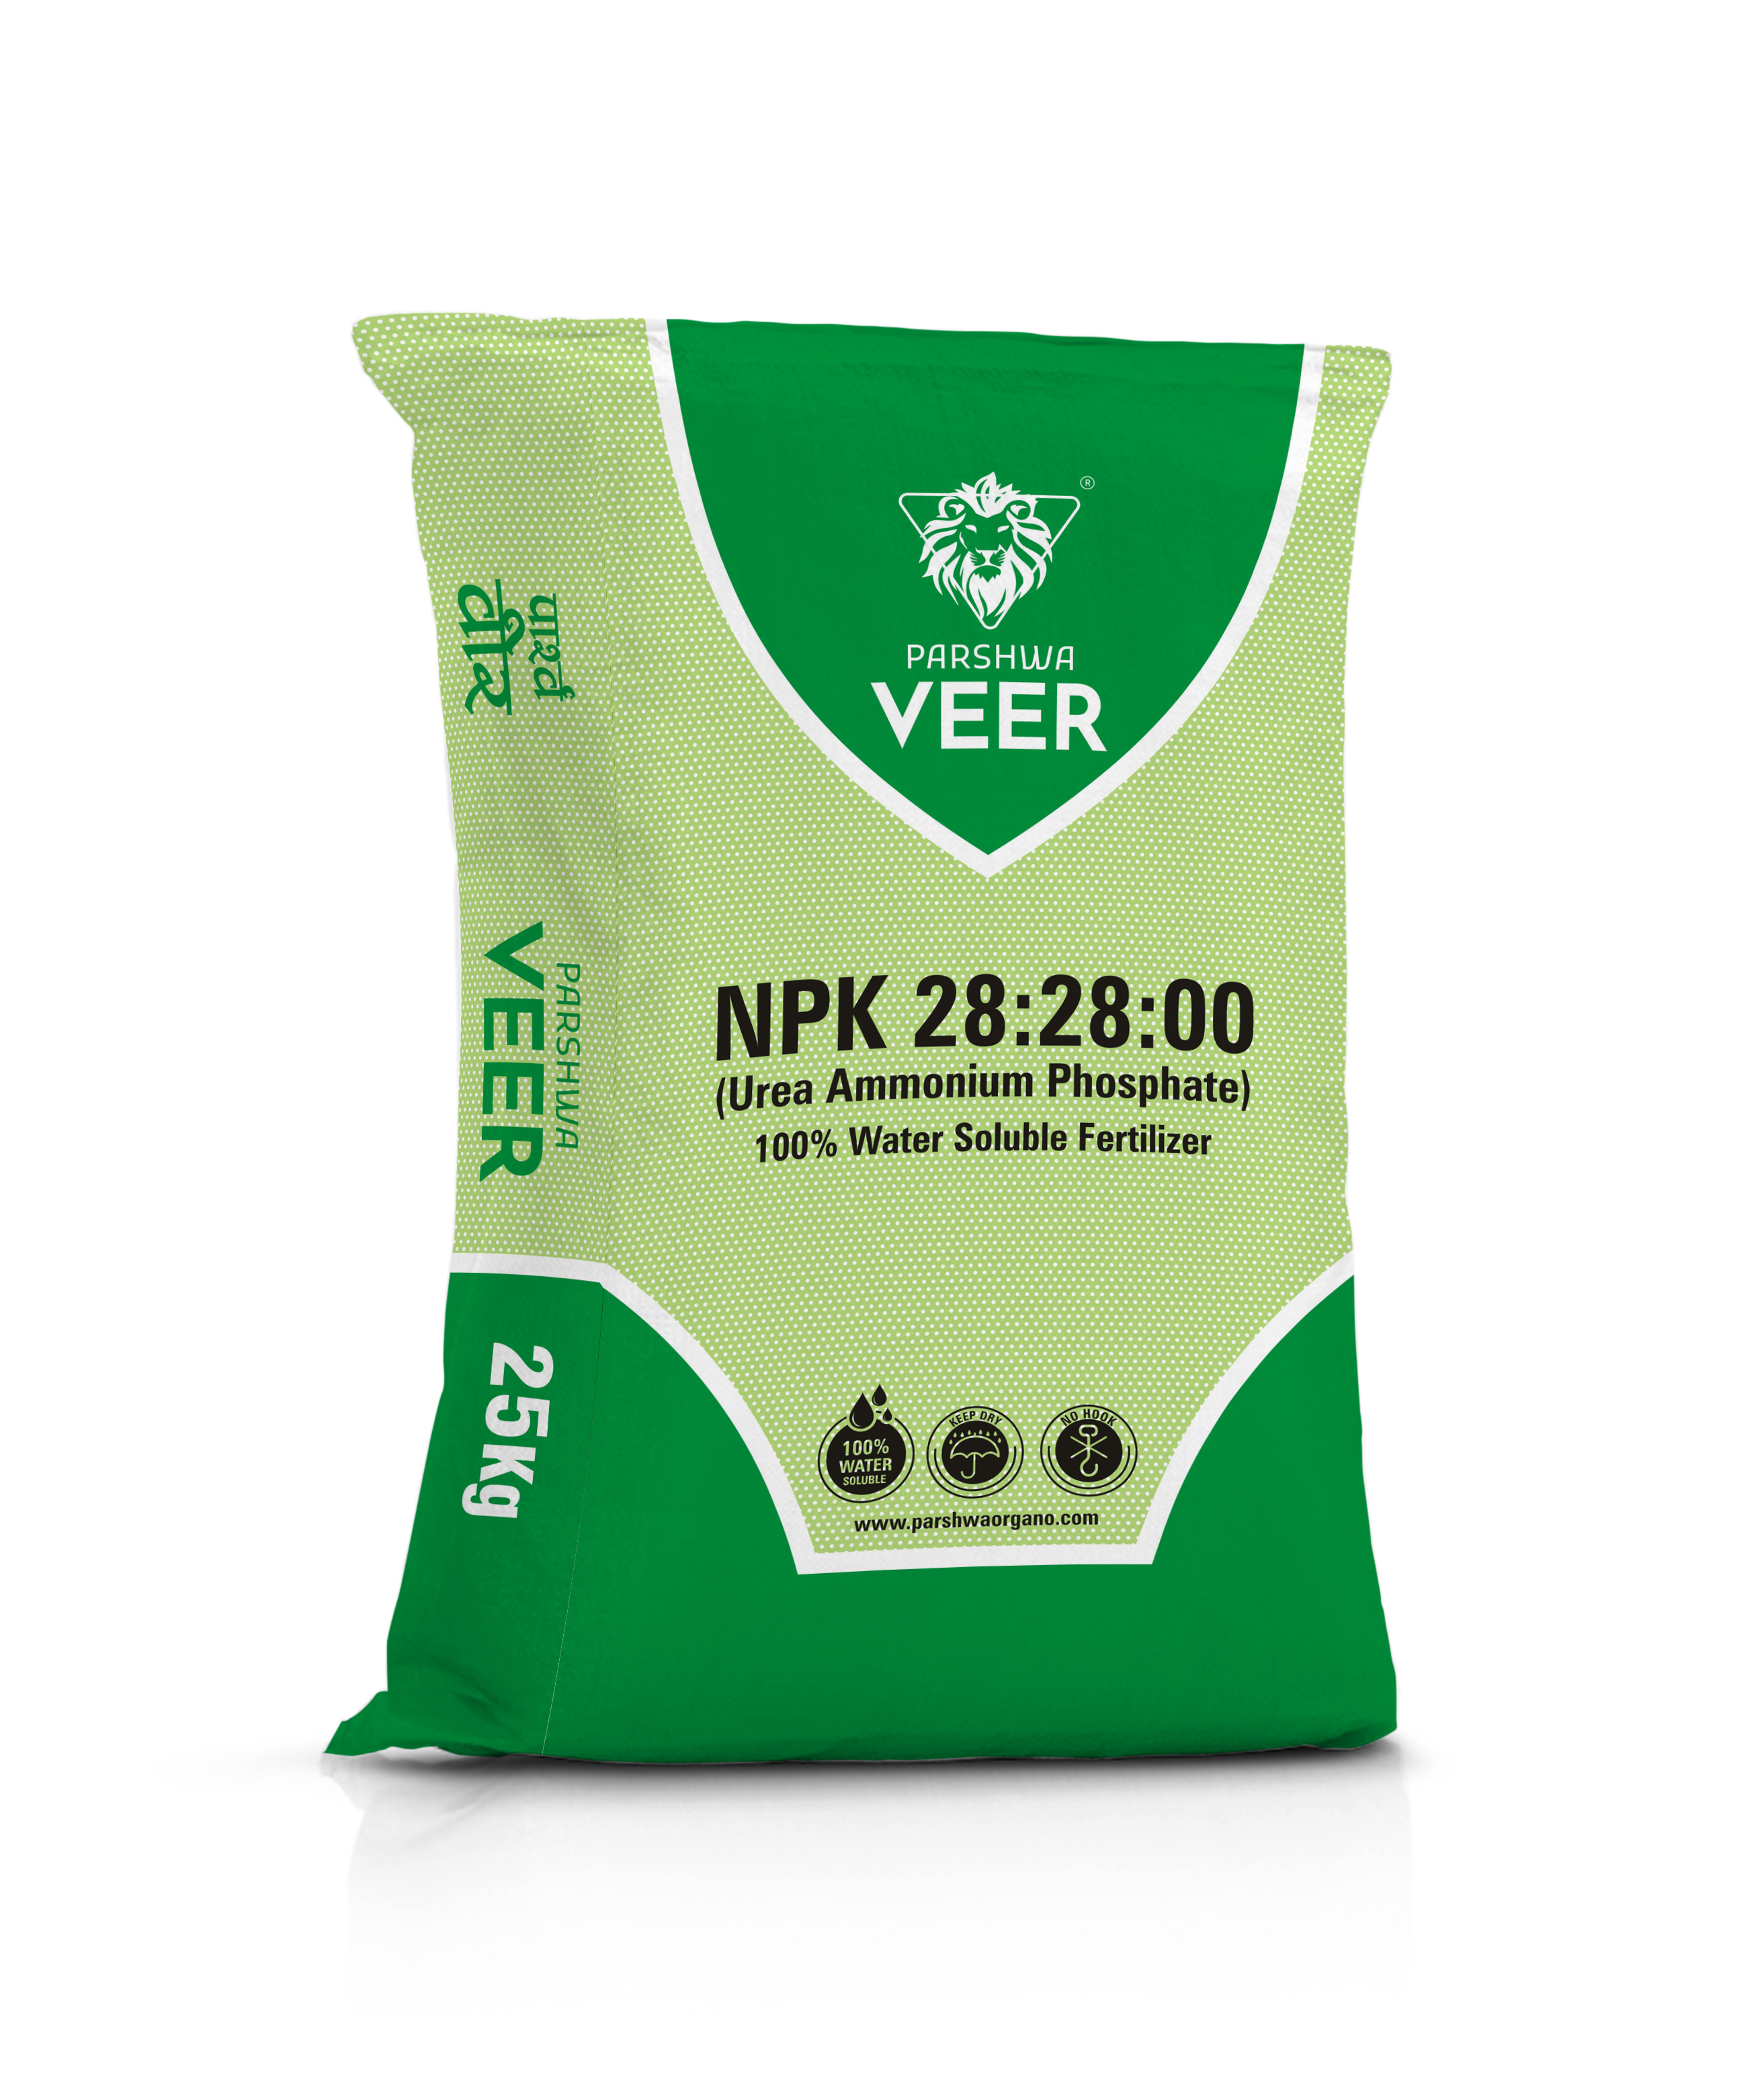 ®
PARSHWA
VEER
NPK 28:28:00
(Urea Ammonium Phosphate)
100% Water Soluble Fertilizer
100%
WATER
SOLUBLE
KEEP DRY
NO HOOK
www.parshwaorgano.com
पार्श्व
वीर
PARSHWA
VEER
25Kg